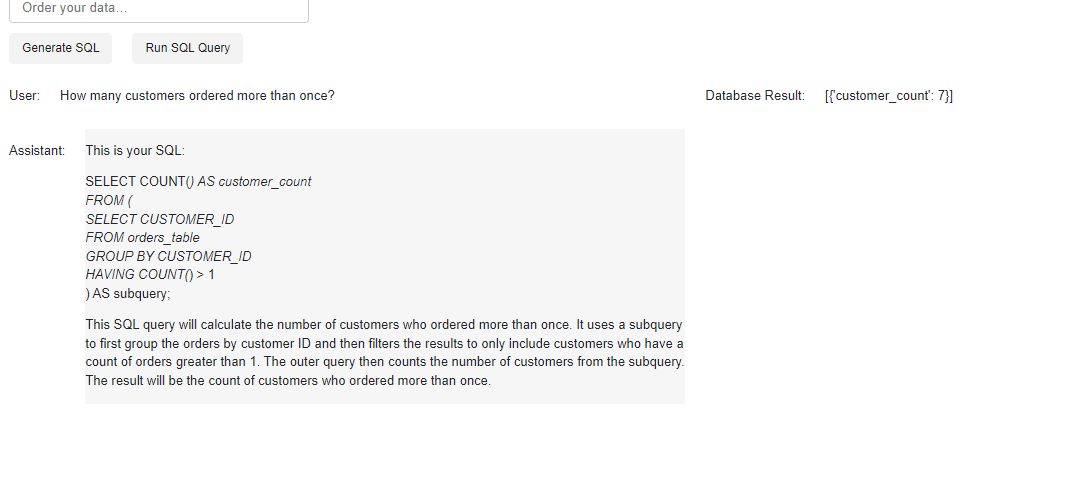 Order your data...
Generate SQL Run SQL Query
User: How many customers ordered more than once? Database Result: [{'customer_count': 7}]
Assistant: This is your SQL:
SELECT COUNT() AS customer_count
FROM (
SELECT CUSTOMER_ID
FROM orders_table
GROUP BY CUSTOMER_ID
HAVING COUNT() > 1
) AS subquery;
This SQL query will calculate the number of customers who ordered more than once. It uses a subquery
to first group the orders by customer ID and then filters the results to only include customers who have a
count of orders greater than 1. The outer query then counts the number of customers from the subquery.
The result will be the count of customers who ordered more than once.